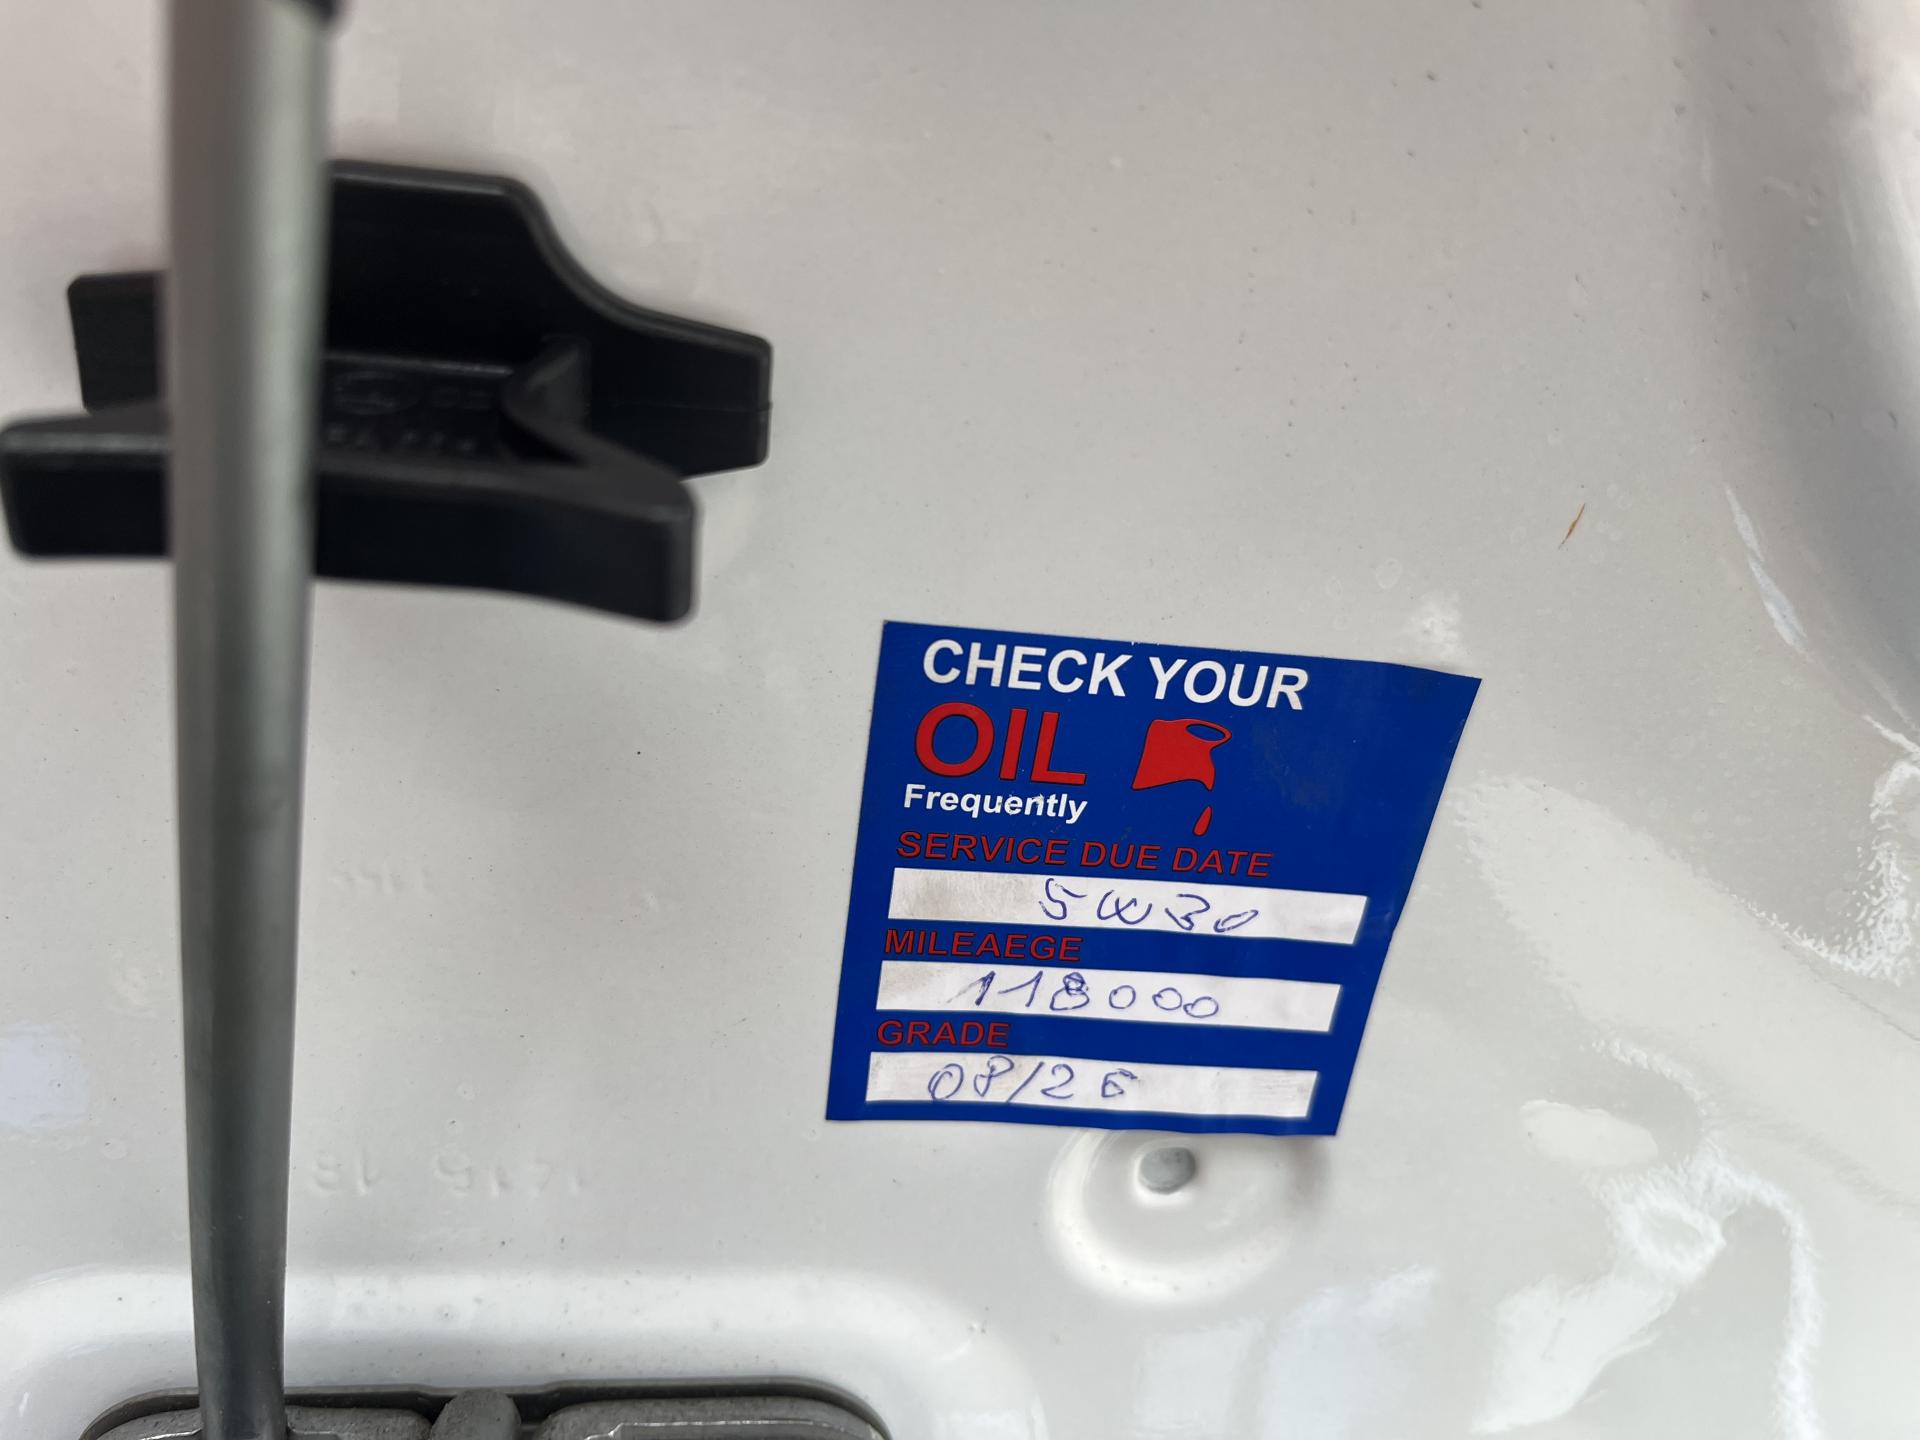 CHECK YOUR
OIL
Frequently
SERVICE DUE DATE
5W30
MILEAEGE
118000
GRADE
08/26